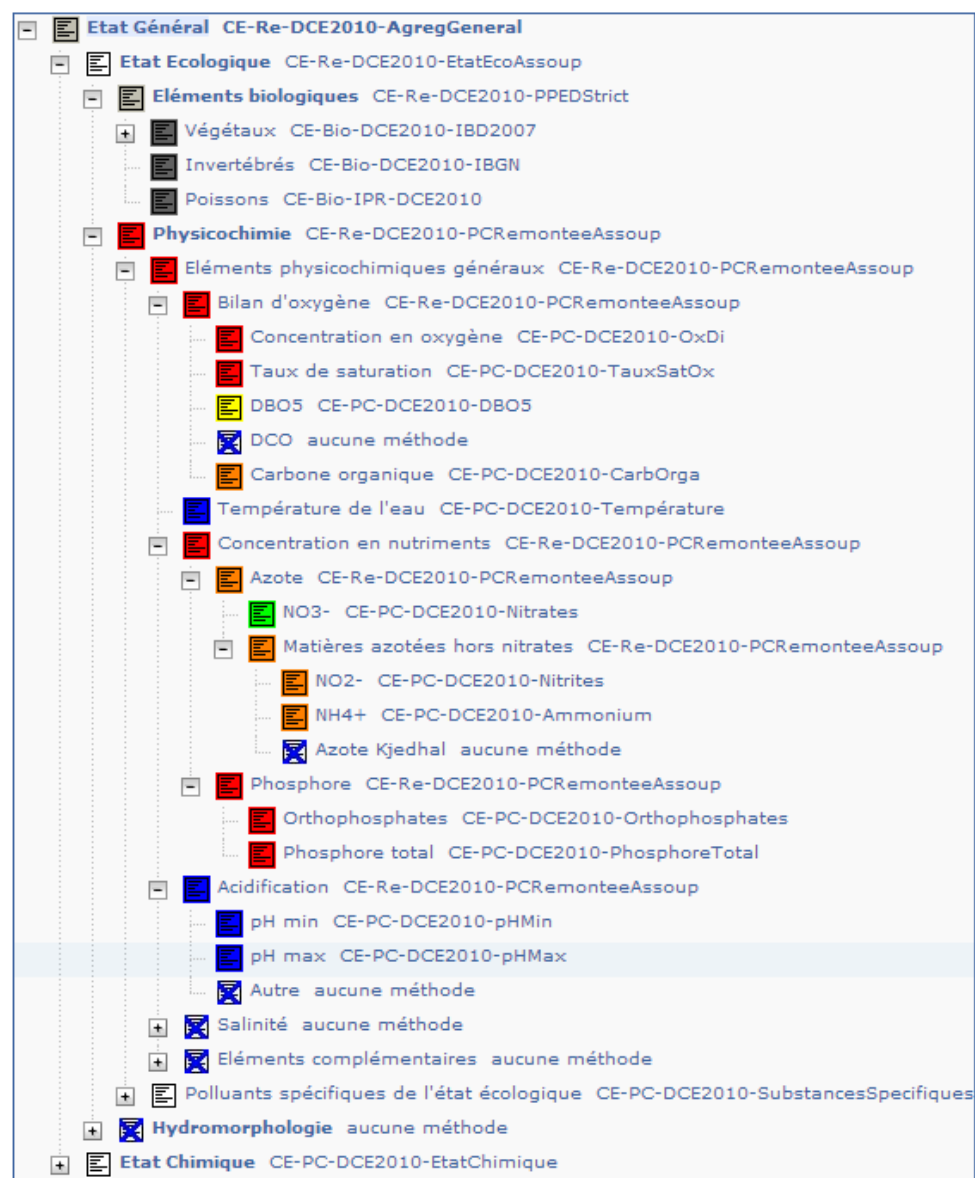 Etat Général CE-Re-DCE2010-AgregGeneral
Etat Ecologique CE-Re-DCE2010-EtatEcoAssoup
Eléments biologiques CE-Re-DCE2010-PPEDStrict
Végétaux CE-Bio-DCE2010-IBD2007
Invertébrés CE-Bio-DCE2010-IBGN
Poissons CE-Bio-IPR-DCE2010
Physicochimie CE-Re-DCE2010-PCRemonteeAssoup
Eléments physicochimiques généraux CE-Re-DCE2010-PCRemonteeAssoup
Bilan d'oxygène CE-Re-DCE2010-PCRemonteeAssoup
Concentration en oxygène CE-PC-DCE2010-OxDi
Taux de saturation CE-PC-DCE2010-TauxSatOx
DBO5 CE-PC-DCE2010-DBO5
DCO aucune méthode
Carbone organique CE-PC-DCE2010-CarbOrga
Température de l'eau CE-PC-DCE2010-Température
Concentration en nutriments CE-Re-DCE2010-PCRemonteeAssoup
Azote CE-Re-DCE2010-PCRemonteeAssoup
NO3- CE-PC-DCE2010-Nitrates
Matières azotées hors nitrates CE-Re-DCE2010-PCRemonteeAssoup
NO2- CE-PC-DCE2010-Nitrites
NH4+ CE-PC-DCE2010-Ammonium
Azote Kjedhal aucune méthode
Phosphore CE-Re-DCE2010-PCRemonteeAssoup
Orthophosphates CE-PC-DCE2010-Orthophosphates
Phosphore total CE-PC-DCE2010-PhosphoreTotal
Acidification CE-Re-DCE2010-PCRemonteeAssoup
pH min CE-PC-DCE2010-pHMin
pH max CE-PC-DCE2010-pHMax
Autre aucune méthode
Salinité aucune méthode
Eléments complémentaires aucune méthode
Polluants spécifiques de l'état écologique CE-PC-DCE2010-SubstancesSpecifiques
Hydromorphologie aucune méthode
Etat Chimique CE-PC-DCE2010-EtatChimique